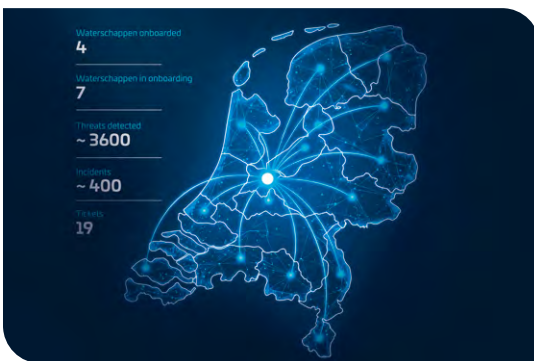 Waterschappen onboarded
4
Waterschappen in onboarding
7
Threats detected
~ 3600
Incidents
~ 400
Tickets
19